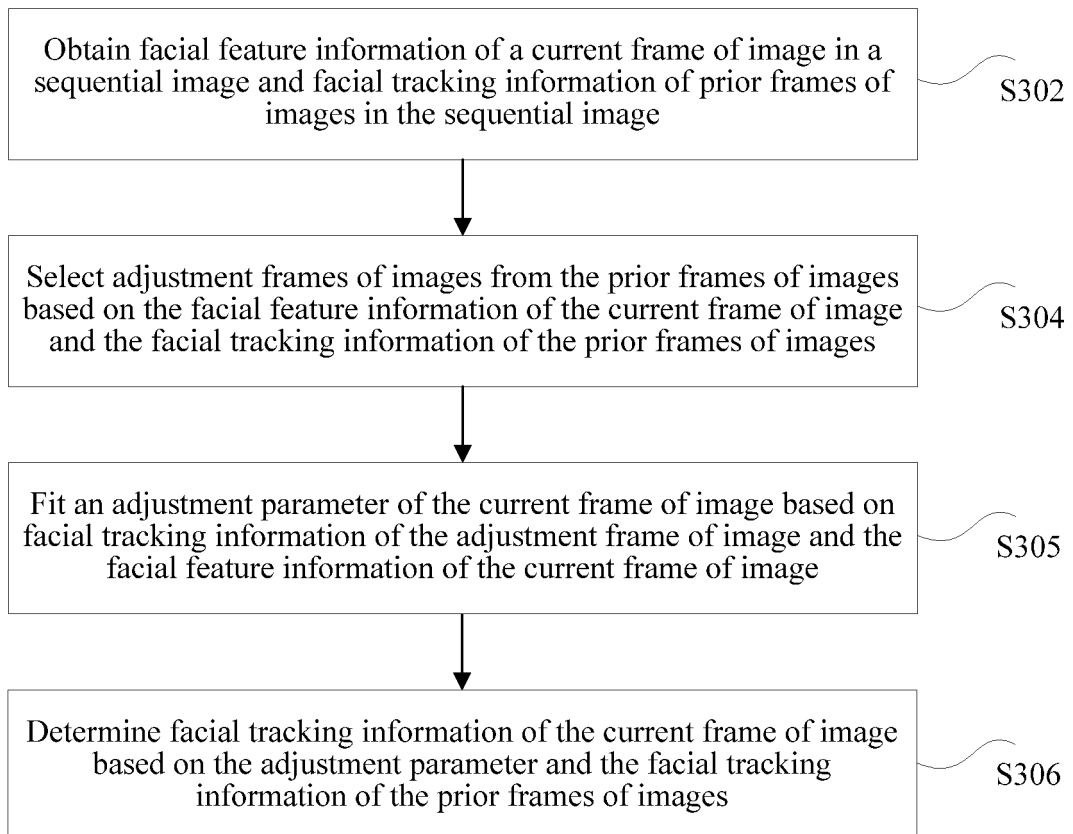 Obtain facial feature information of a current frame of image in a
sequential image and facial tracking information of prior frames of
images in the sequential image
S302
Select adjustment frames of images from the prior frames of images
based on the facial feature information of the current frame of image
and the facial tracking information of the prior frames of images
S304
Fit an adjustment parameter of the current frame of image based on
facial tracking information of the adjustment frame of image and the
facial feature information of the current frame of image
S305
Determine facial tracking information of the current frame of image
based on the adjustment parameter and the facial tracking
information of the prior frames of images
S306